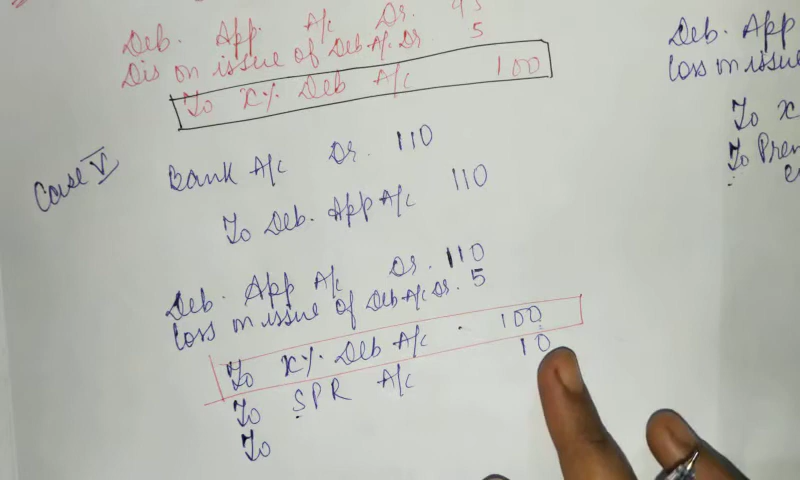 Deb. App. A/c Dr. 95
Dis on issue of Deb A/c Dr. 5
To X% Deb A/c 100
Case V
Bank A/c Dr. 110
To Deb. App A/c 110
Deb. App A/c Dr. 110
loss on issue of Deb A/c Dr. 5
To X% Deb A/c 100
To SPR A/c 10
To
Deb. App
loss on issue
To X
To Prem